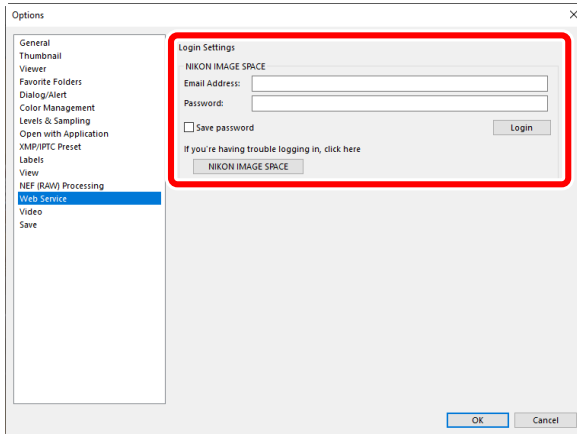 Options
General
Thumbnail
Viewer
Favorite Folders
Dialog/Alert
Color Management
Levels & Sampling
Open with Application
XMP/IPTC Preset
Labels
View
NEF (RAW) Processing
Web Service
Video
Save
Login Settings
NIKON IMAGE SPACE
Email Address:
Password:
Save password
Login
If you're having trouble logging in, click here
NIKON IMAGE SPACE
OK
Cancel